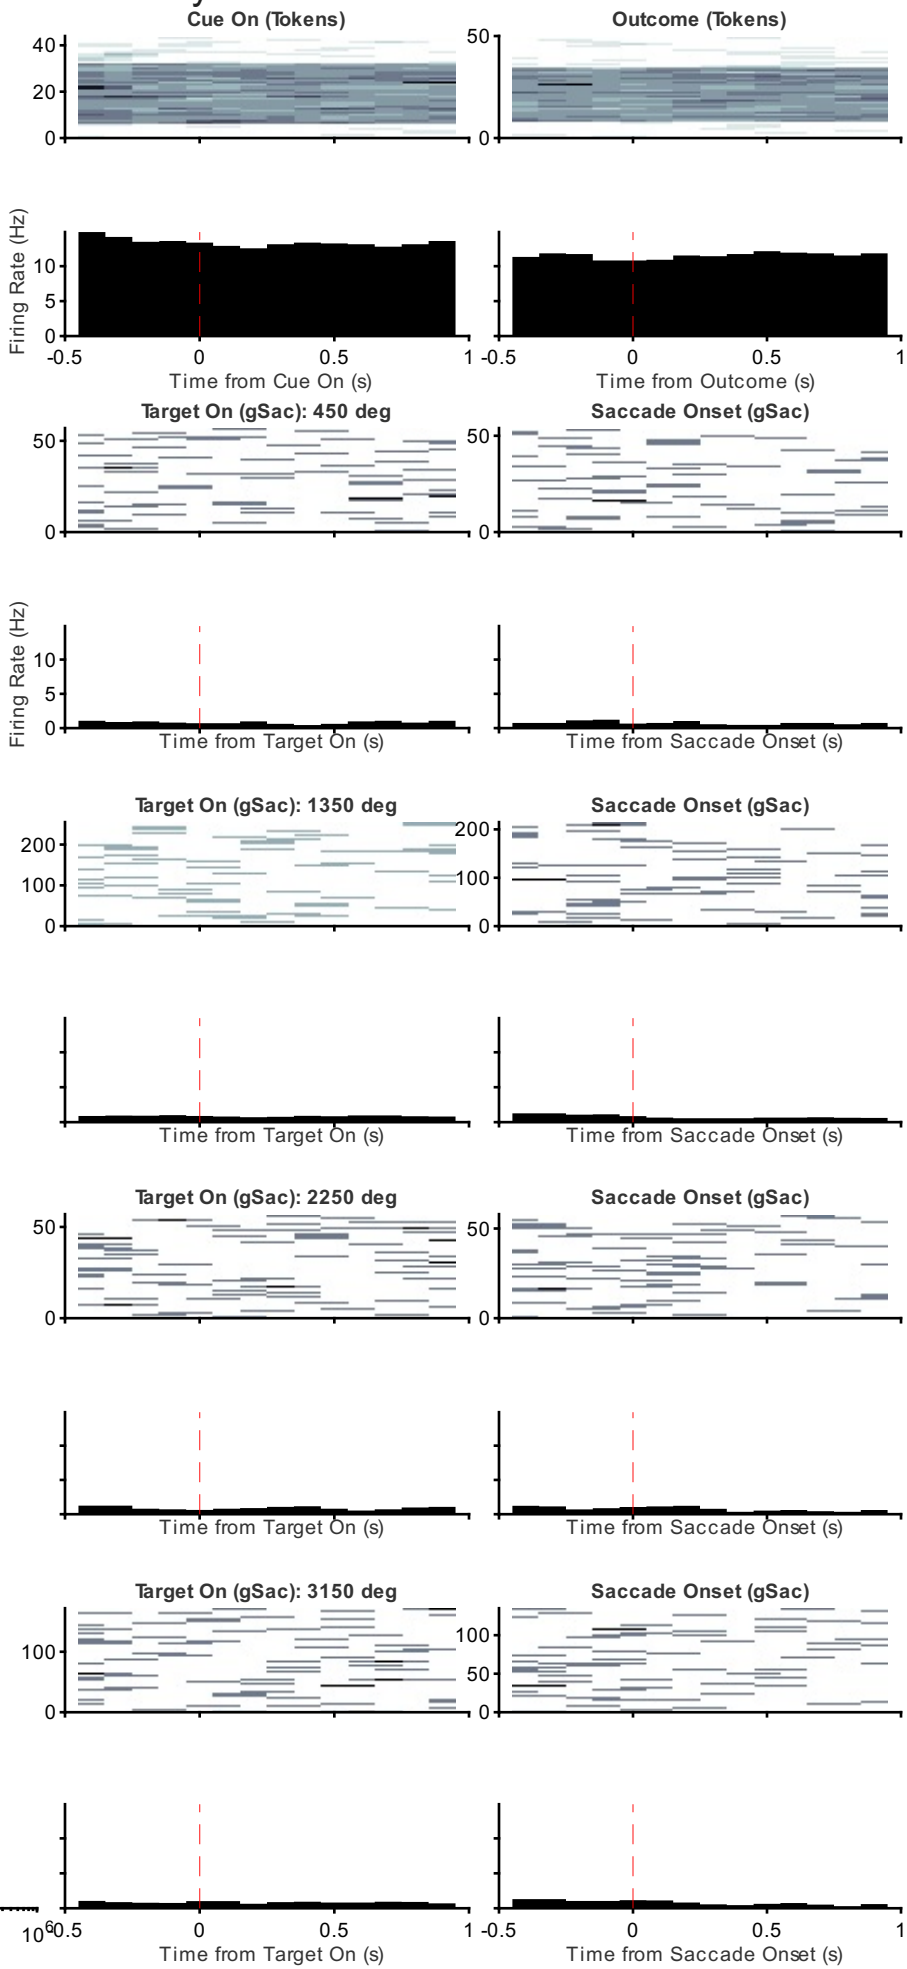 y
Cue On (Tokens) Outcome (Tokens)
40 50
20
0 0
Firing Rate (Hz)
10
5
0
-0.5 0 0.5 1 -0.5 0 0.5 1
Time from Cue On (s) Time from Outcome (s)
Target On (gSac): 450 deg Saccade Onset (gSac)
50 50
0 0
Firing Rate (Hz)
10
5
0
Time from Target On (s) Time from Saccade Onset (s)
Target On (gSac): 1350 deg Saccade Onset (gSac)
200 200
100 100
0 0
Time from Target On (s) Time from Saccade Onset (s)
Target On (gSac): 2250 deg Saccade Onset (gSac)
50 50
0 0
Time from Target On (s) Time from Saccade Onset (s)
Target On (gSac): 3150 deg Saccade Onset (gSac)
100 100
50
0 0
10⁶ -0.5 0 0.5 1 -0.5 0 0.5 1
Time from Target On (s) Time from Saccade Onset (s)